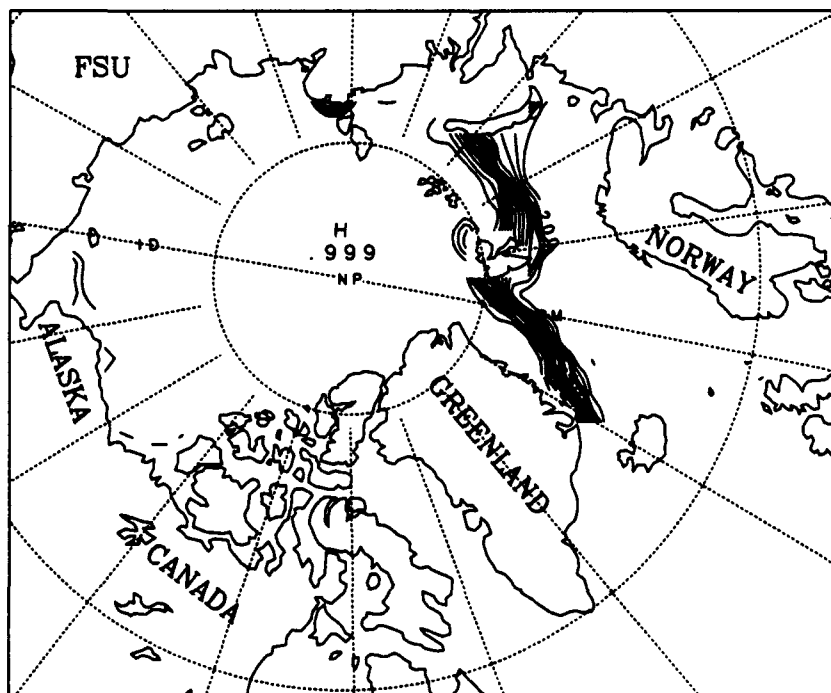 FSU
H
.999
NP
+D
NORWAY
M
ALASKA
GREENLAND
CANADA